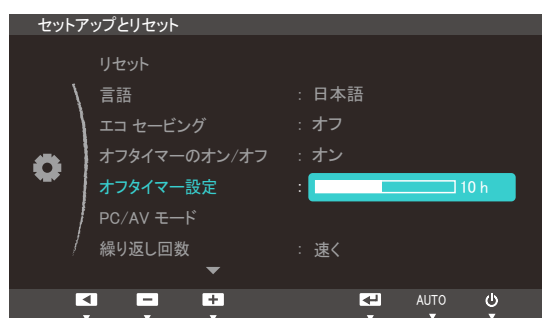 セットアップとリセット
リセット
言語 : 日本語
エコ セービング : オフ
オフタイマーのオン/オフ : オン
オフタイマー設定 : 10 h
PC/AV モード
繰り返し回数 : 速く
AUTO